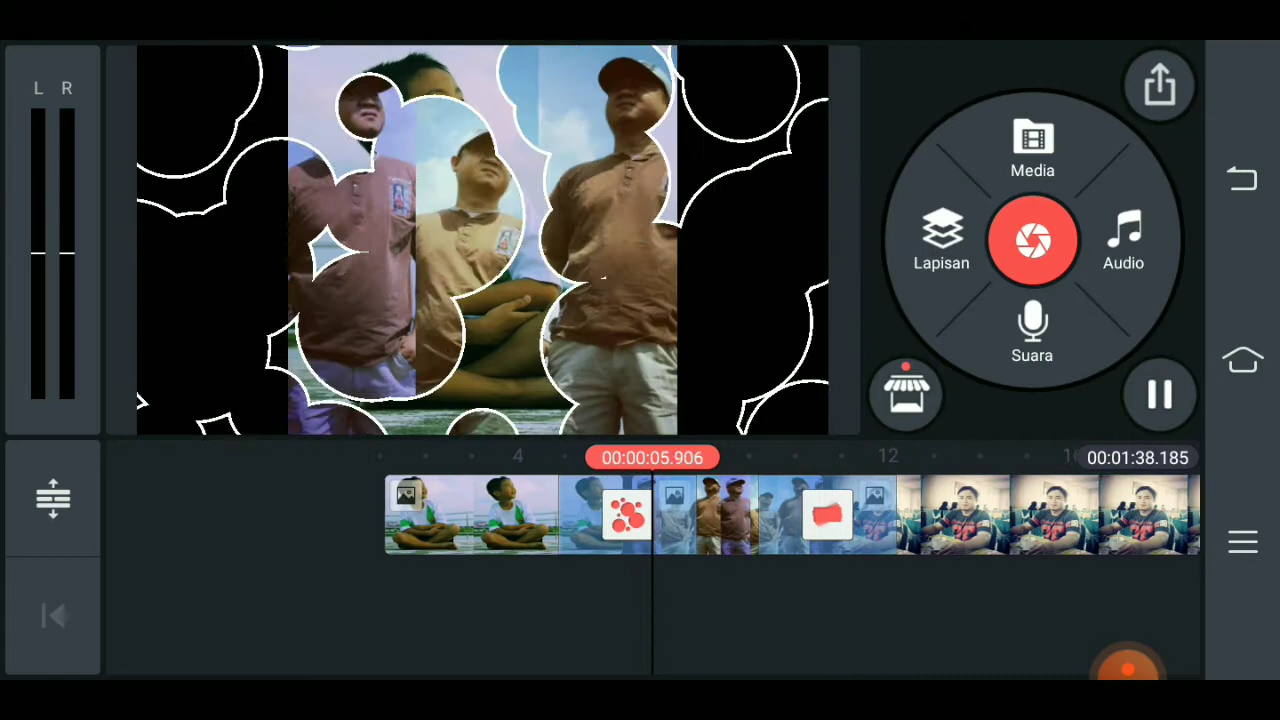 L R
Media
Lapisan
Audio
Suara
4
00:00:05.906
12
00:01:38.185